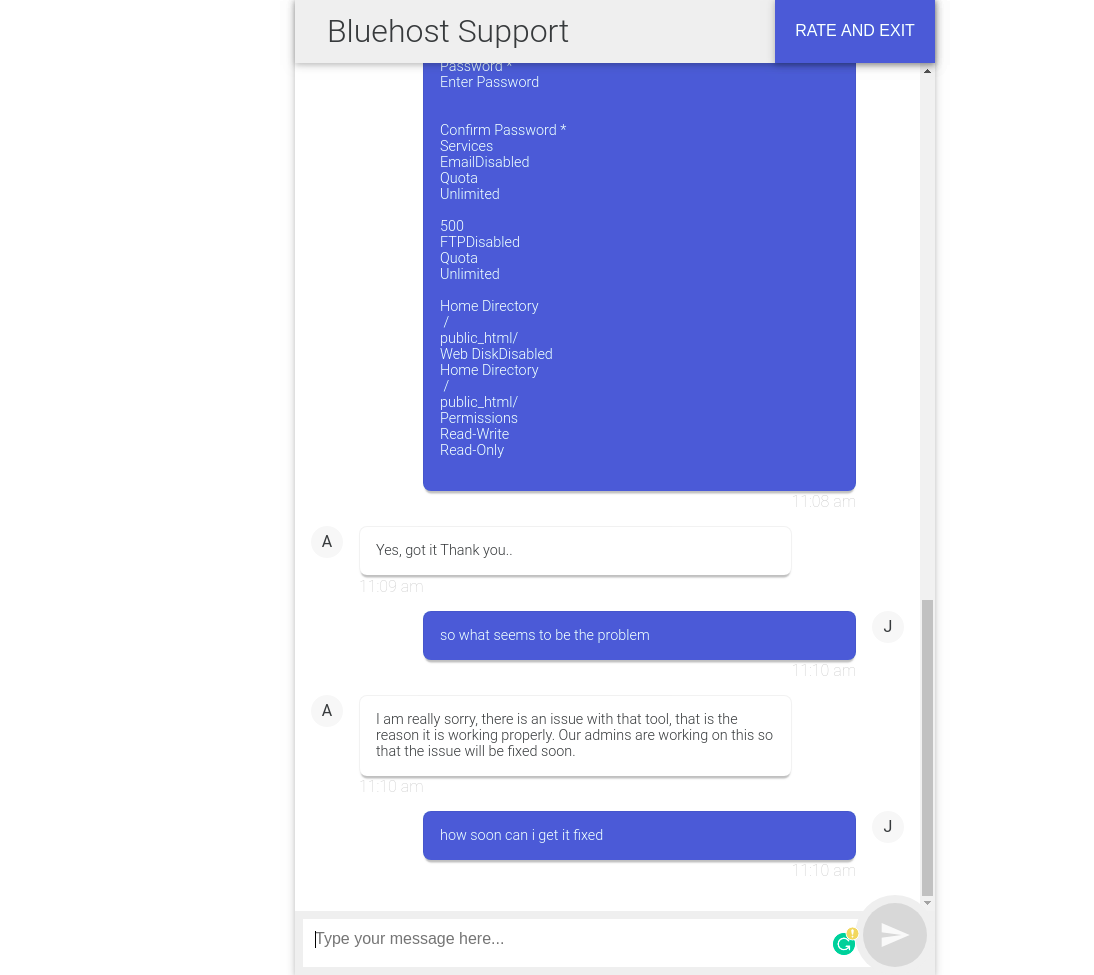 Bluehost Support
RATE AND EXIT
Password *
Enter Password
Confirm Password *
Services
EmailDisabled
Quota
Unlimited
500
FTPDisabled
Quota
Unlimited
Home Directory
/
public_html/
Web DiskDisabled
Home Directory
/
public_html/
Permissions
Read-Write
Read-Only
11:08 am
A
Yes, got it Thank you..
11:09 am
so what seems to be the problem
J
11:10 am
A
I am really sorry, there is an issue with that tool, that is the
reason it is working properly. Our admins are working on this so
that the issue will be fixed soon.
11:10 am
how soon can i get it fixed
J
11:10 am
Type your message here...